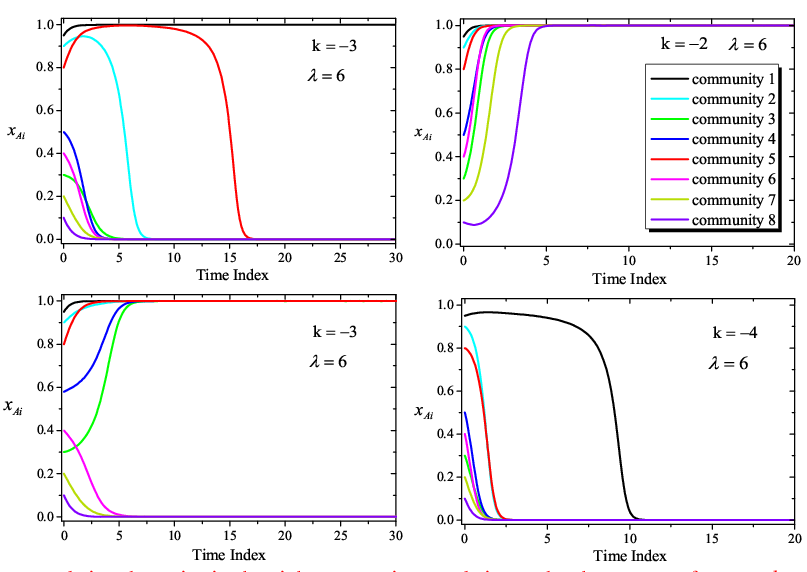 k = −3
λ = 6
x_Ai
1.0
0.8
0.6
0.4
0.2
0.0
0 5 10 15 20 25 30
Time Index
k = −2 λ = 6
community 1
community 2
community 3
community 4
community 5
community 6
community 7
community 8
x_Ai
1.0
0.8
0.6
0.4
0.2
0.0
0 5 10 15 20
Time Index
k = −3
λ = 6
x_Ai
1.0
0.8
0.6
0.4
0.2
0.0
0 5 10 15 20 25 30
Time Index
k = −4
λ = 6
x_Ai
1.0
0.8
0.6
0.4
0.2
0.0
0 5 10 15 20
Time Index